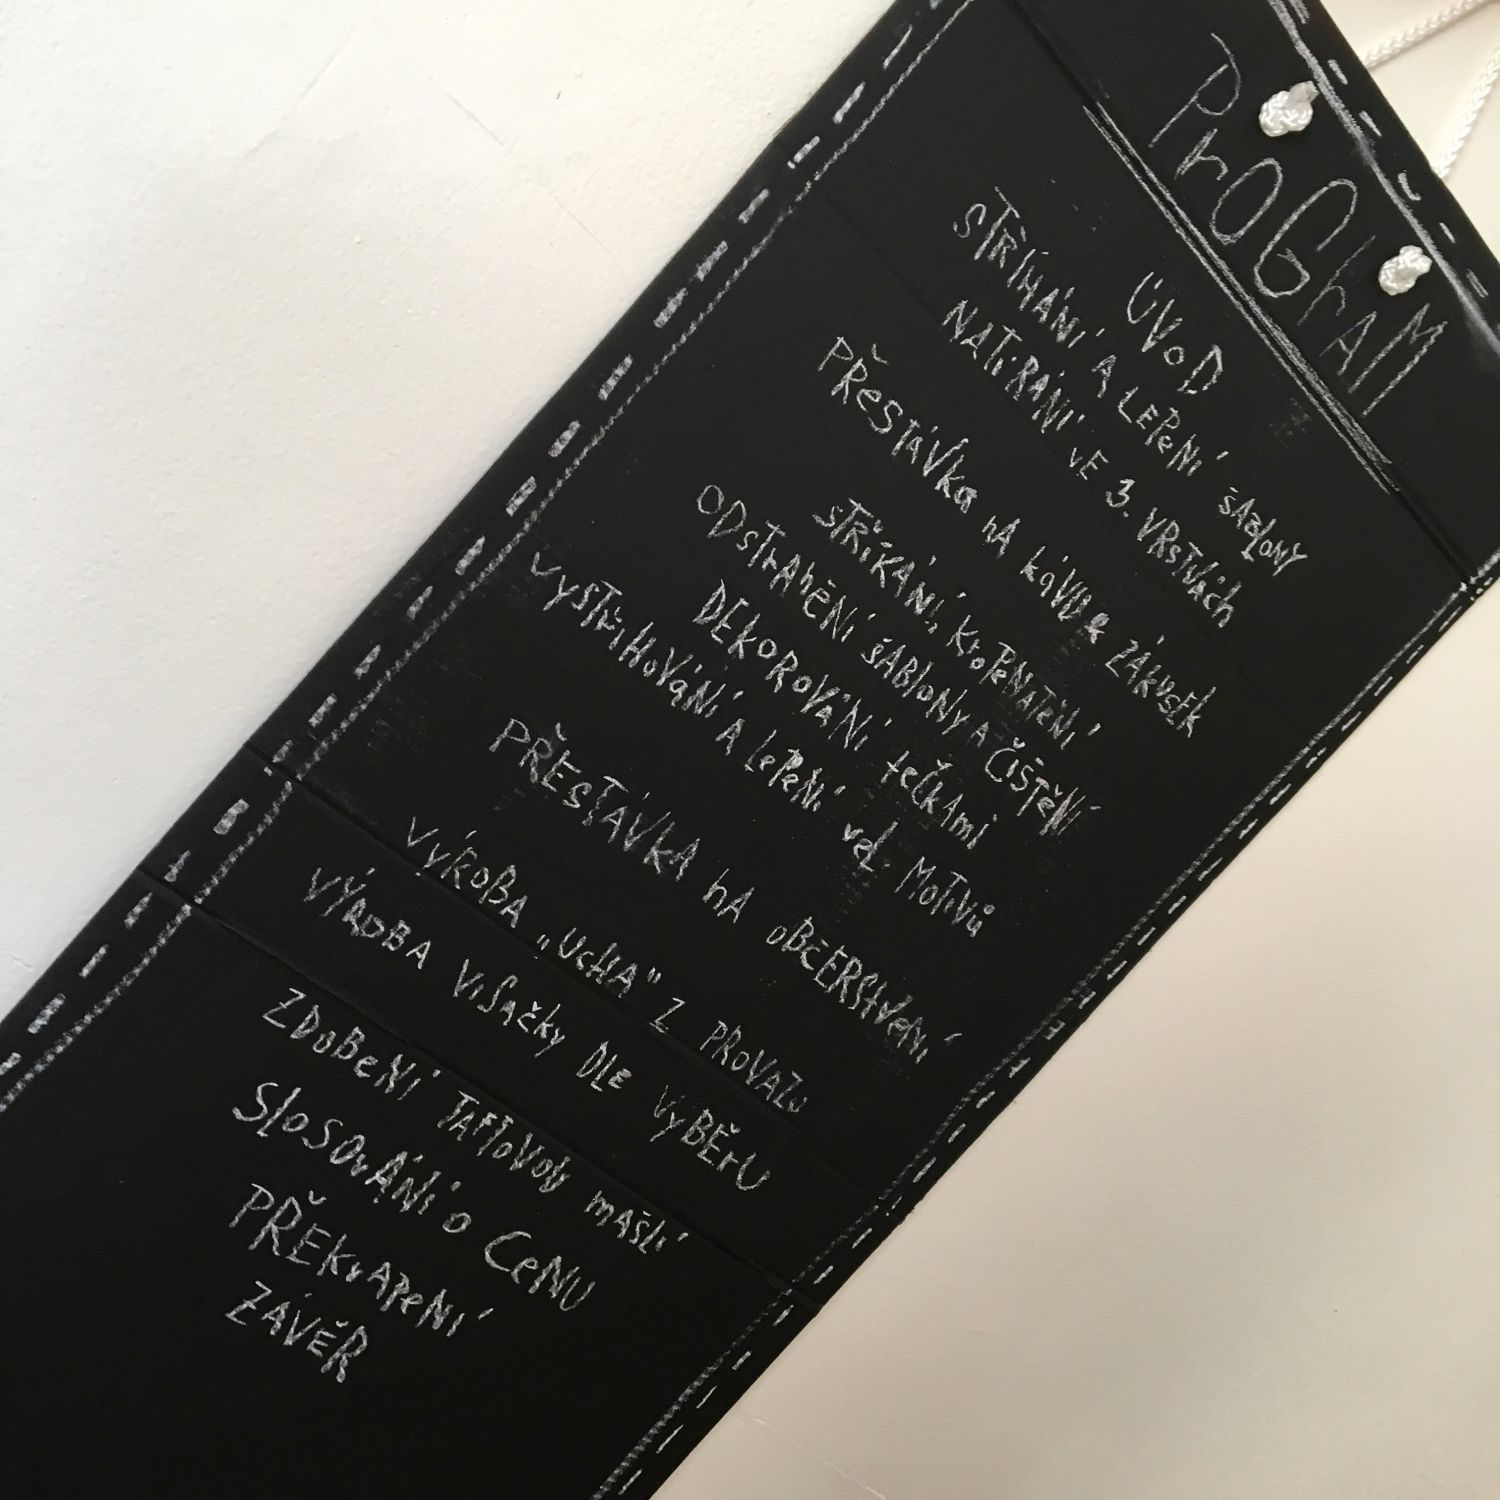 PrOGrAM
ÚVOD
STŘÍHÁNÍ A LEPENÍ ŠABLONY
NATÍRÁNÍ VE 3. VRSTVÁCH
PŘESTÁVKA NA KÁVU & ZÁKUSEK
STŘÍKÁNÍ, KrOPENATĚNÍ
ODSTRANĚNÍ ŠABLONY A ČIŠTĚNÍ
DEKOROVÁNÍ tEČKAMI
VYSTŘIHOVÁNÍ A LEPENÍ VEL. MOTIVŮ
PŘESTÁVKA NA OBČERSTVENÍ
VÝROBA „UCHA" Z PROVAZU
VÝROBA VISAČKY DLE VÝBĚrU
ZDOBENÍ TAFTOVOU MAŠLÍ
SLOSOVÁNÍ O CENU
PŘEKVAPENÍ
ZÁVĚR